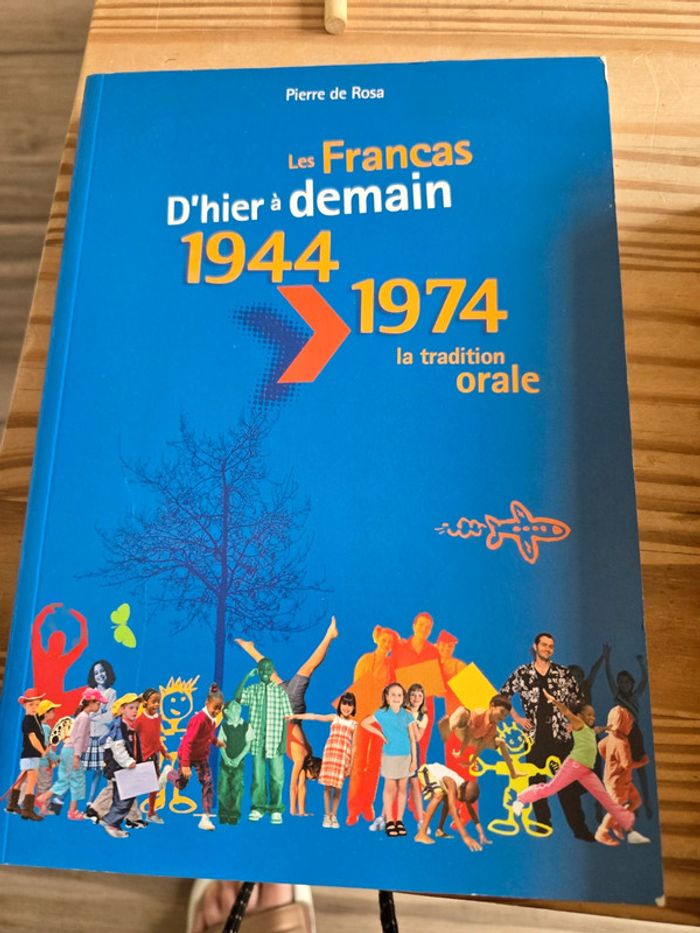 Pierre de Rosa
Les Francas
D'hier à demain
1944
1974
la tradition
orale